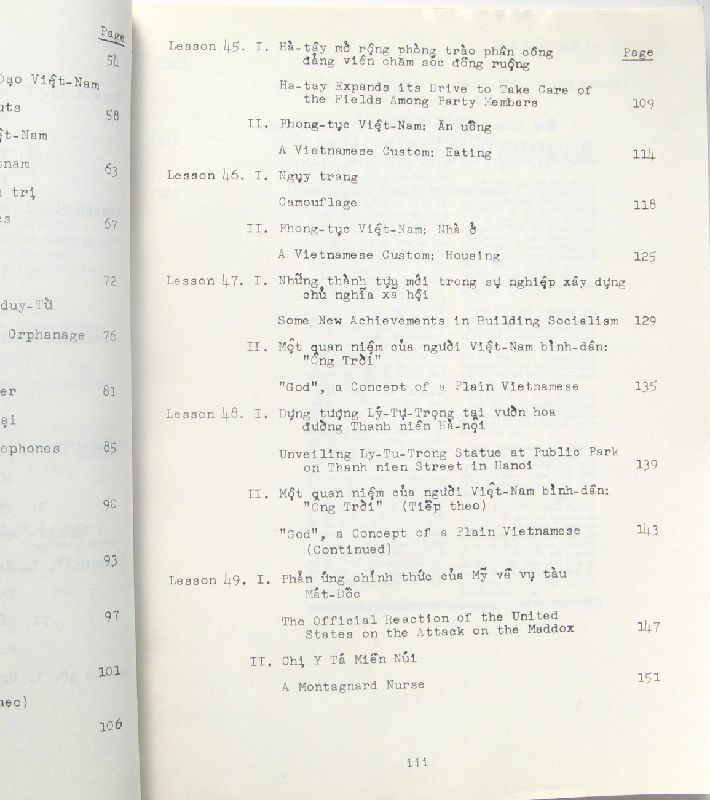 Page
54
Đạo Việt-Nam
uts
58
ệt-Nam
tnam
63
trị
es
67
72
duy-Từ
Orphanage 76
er 81
ại
ephones 85
90
93
97
101
nec)
106
Page
Lesson 45. I. Hà-tây mở rộng phòng trào phân công
đảng viên chăm sóc đồng ruộng
Ha-tay Expands its Drive to Take Care of
the Fields Among Party Members 109
II. Phong-tục Việt-Nam: Ăn uống
A Vietnamese Custom: Eating 114
Lesson 46. I. Ngụy trang
Camouflage 118
II. Phong-tục Việt-Nam: Nhà ở
A Vietnamese Custom: Housing 125
Lesson 47. I. Những thành tựu mới trong sự nghiệp xây dựng
chủ nghĩa xã hội
Some New Achievements in Building Socialism 129
II. Một quan niệm của người Việt-Nam bình-dân:
"Ông Trời"
"God", a Concept of a Plain Vietnamese 135
Lesson 48. I. Dựng tượng Lý-Tự-Trọng tại vườn hoa
đường Thanh niên Hà-nội
Unveiling Ly-Tu-Trong Statue at Public Park
on Thanh nien Street in Hanoi 139
II. Một quan niệm của người Việt-Nam bình-dân:
"Ông Trời" (Tiếp theo)
"God", a Concept of a Plain Vietnamese 143
(Continued)
Lesson 49. I. Phản ứng chính thức của Mỹ về vụ tàu
Mát-Dốc
The Official Reaction of the United
States on the Attack on the Maddox 147
II. Chị Y Tá Miền Núi
A Montagnard Nurse 151
iii